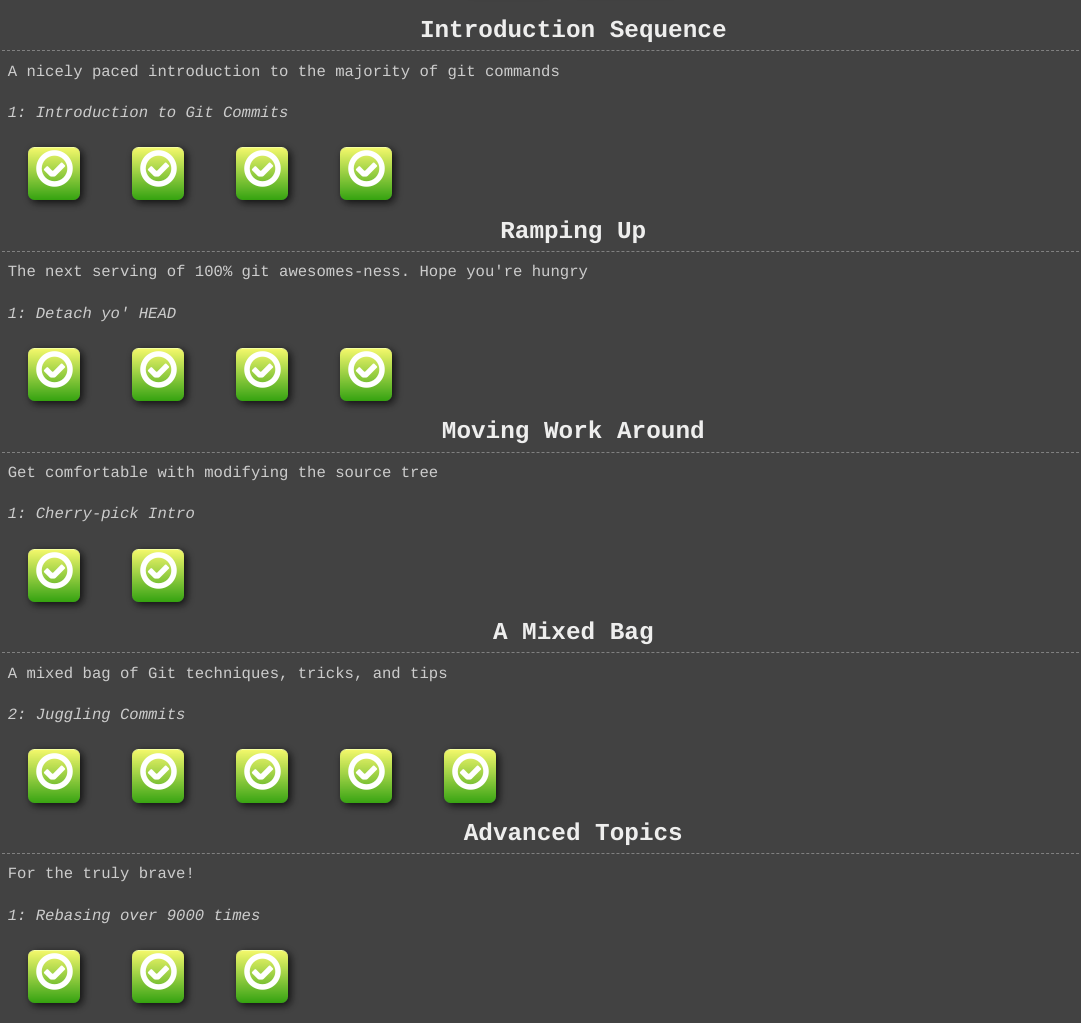 Introduction Sequence
A nicely paced introduction to the majority of git commands
1: Introduction to Git Commits
Ramping Up
The next serving of 100% git awesomes-ness. Hope you're hungry
1: Detach yo' HEAD
Moving Work Around
Get comfortable with modifying the source tree
1: Cherry-pick Intro
A Mixed Bag
A mixed bag of Git techniques, tricks, and tips
2: Juggling Commits
Advanced Topics
For the truly brave!
1: Rebasing over 9000 times